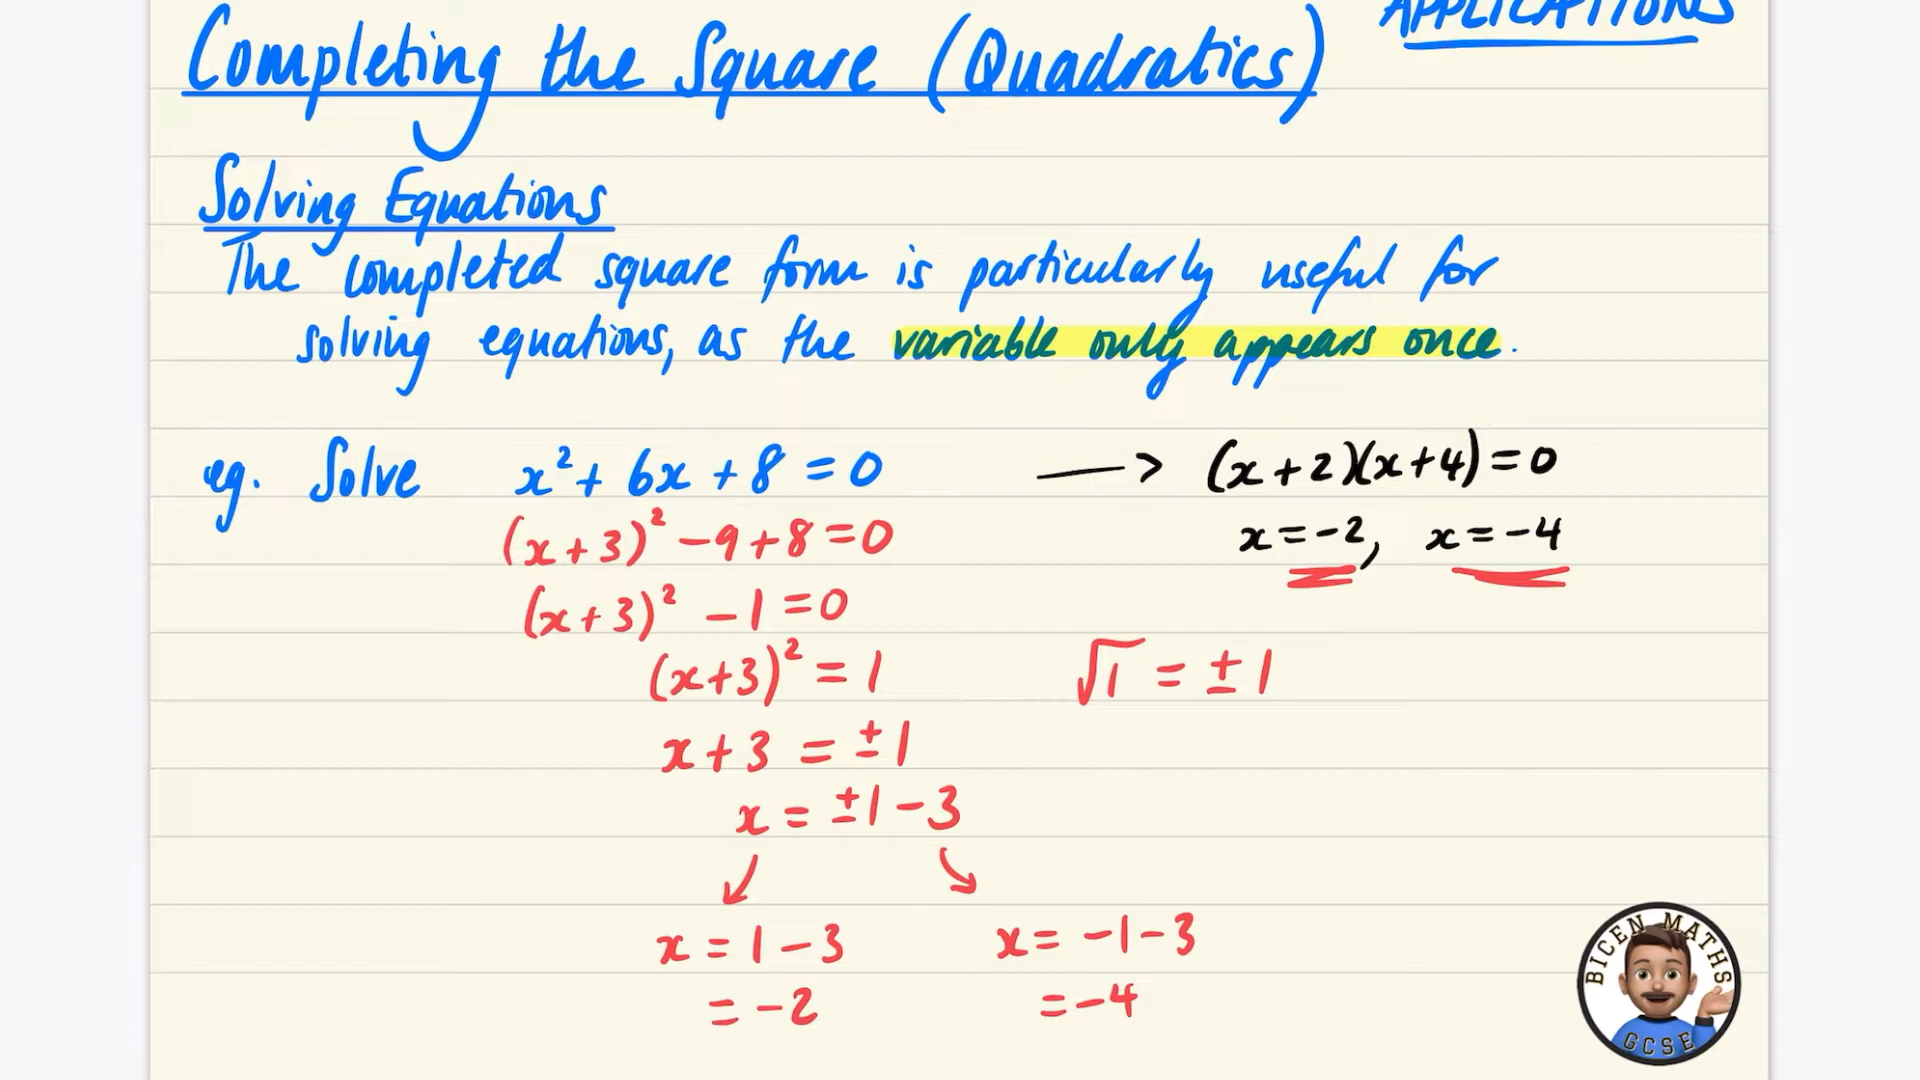 APPLICATIONS
Completing the Square (Quadratics)
Solving Equations
The completed square form is particularly useful for
solving equations, as the variable only appears once.
eg. Solve x² + 6x + 8 = 0 ⟶ (x+2)(x+4) = 0
(x+3)² - 9 + 8 = 0 x = -2, x = -4
(x+3)² - 1 = 0
(x+3)² = 1 √1 = ±1
x + 3 = ±1
x = ±1 - 3
x = 1 - 3 x = -1 - 3
= -2 = -4
BICEN MATHS
GCSE